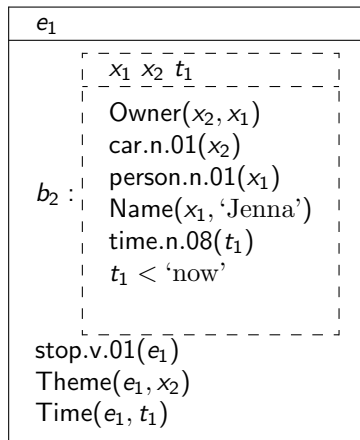 e₁
x₁ x₂ t₁
Owner(x₂, x₁)
car.n.01(x₂)
person.n.01(x₁)
b₂ :
Name(x₁, ‘Jenna’)
time.n.08(t₁)
t₁ < ‘now’
stop.v.01(e₁)
Theme(e₁, x₂)
Time(e₁, t₁)